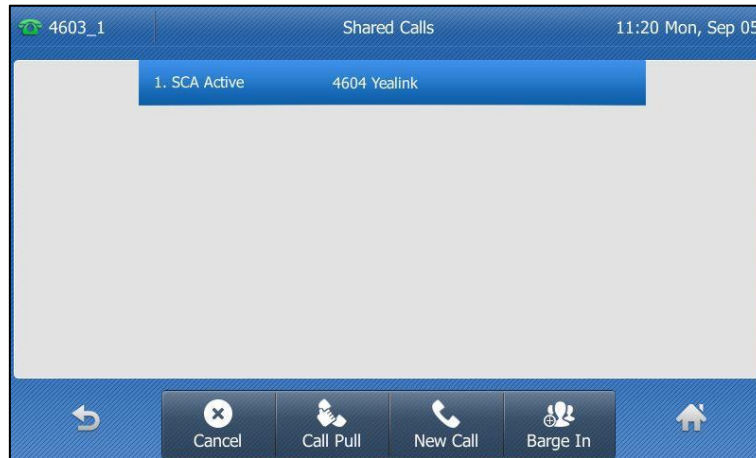 4603_1 Shared Calls 11:20 Mon, Sep 05
1. SCA Active 4604 Yealink
Cancel Call Pull New Call Barge In